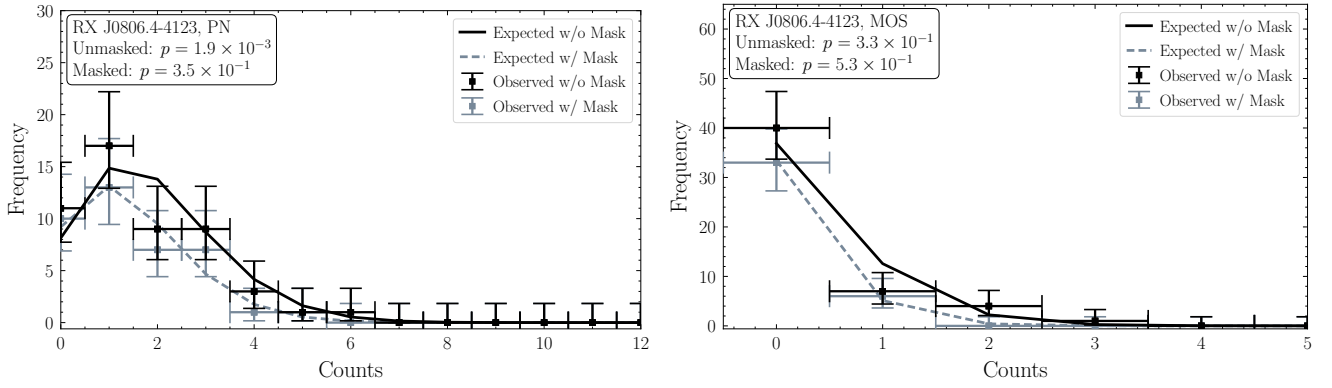 RX J0806.4-4123, PN
Unmasked: p = 1.9 × 10⁻³
Masked: p = 3.5 × 10⁻¹
Expected w/o Mask
Expected w/ Mask
Observed w/o Mask
Observed w/ Mask
30
25
20
15
10
5
0
Frequency
0 2 4 6 8 10 12
Counts
RX J0806.4-4123, MOS
Unmasked: p = 3.3 × 10⁻¹
Masked: p = 5.3 × 10⁻¹
Expected w/o Mask
Expected w/ Mask
Observed w/o Mask
Observed w/ Mask
60
50
40
30
20
10
0
Frequency
0 1 2 3 4 5
Counts